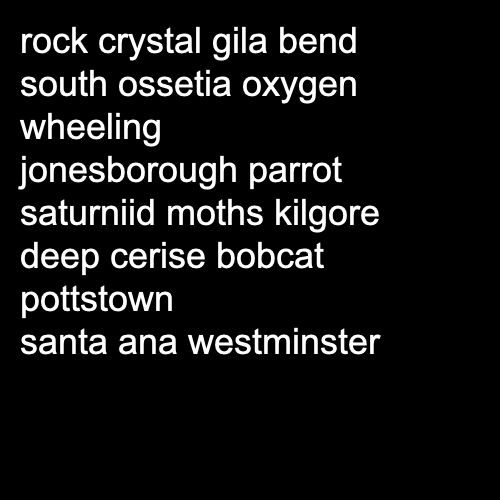 rock crystal gila bend
south ossetia oxygen
wheeling
jonesborough parrot
saturniid moths kilgore
deep cerise bobcat
pottstown
santa ana westminster